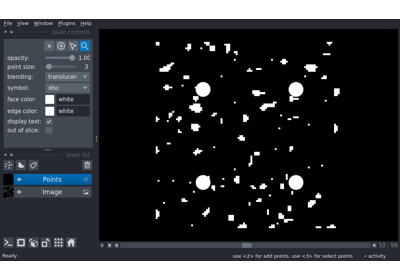 File View Window Plugins Help
layer controls
opacity: 1.00
point size: 3
blending: translucen
symbol: disc
face color: white
edge color: white
display text:
out of slice:
layer list
Points
Image
0 50 99
Ready use <2> for add points, use <3> for select points activity